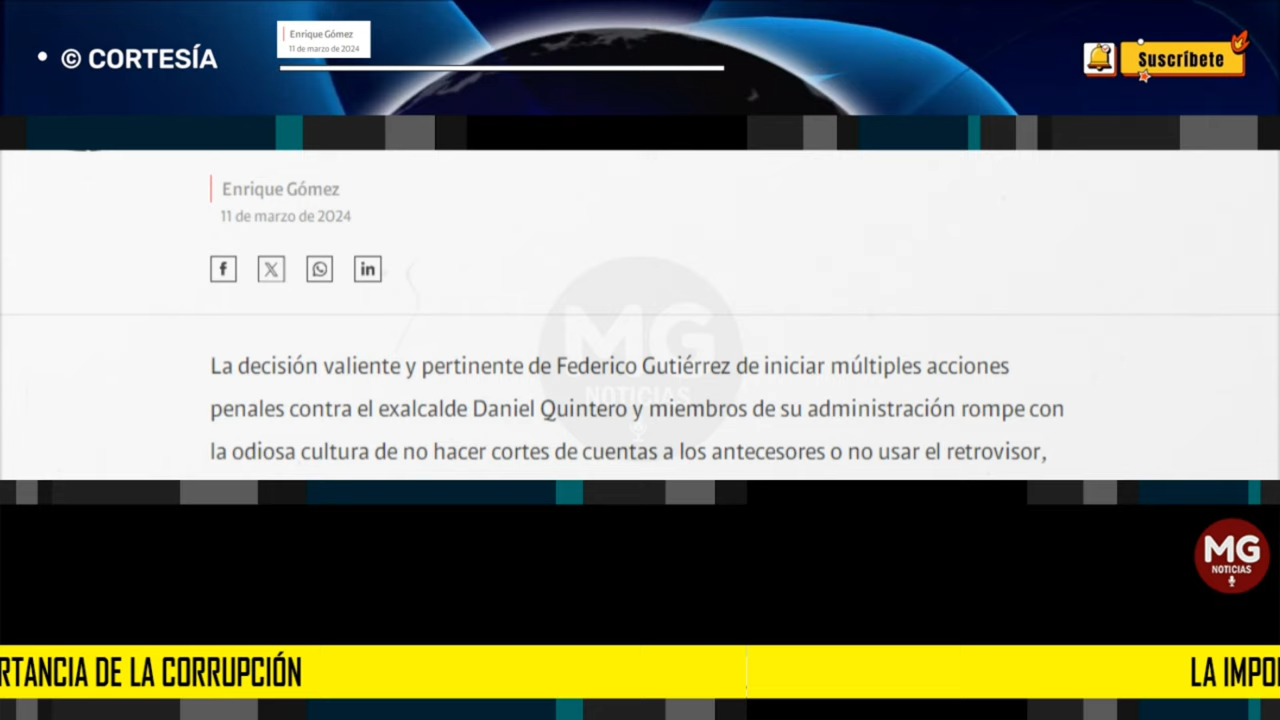 • © CORTESÍA
Enrique Gómez
11 de marzo de 2024
Suscríbete
Enrique Gómez
11 de marzo de 2024
La decisión valiente y pertinente de Federico Gutiérrez de iniciar múltiples acciones
penales contra el exalcalde Daniel Quintero y miembros de su administración rompe con
la odiosa cultura de no hacer cortes de cuentas a los antecesores o no usar el retrovisor,
MG
NOTICIAS
MG
NOTICIAS
RTANCIA DE LA CORRUPCIÓN
LA IMPO